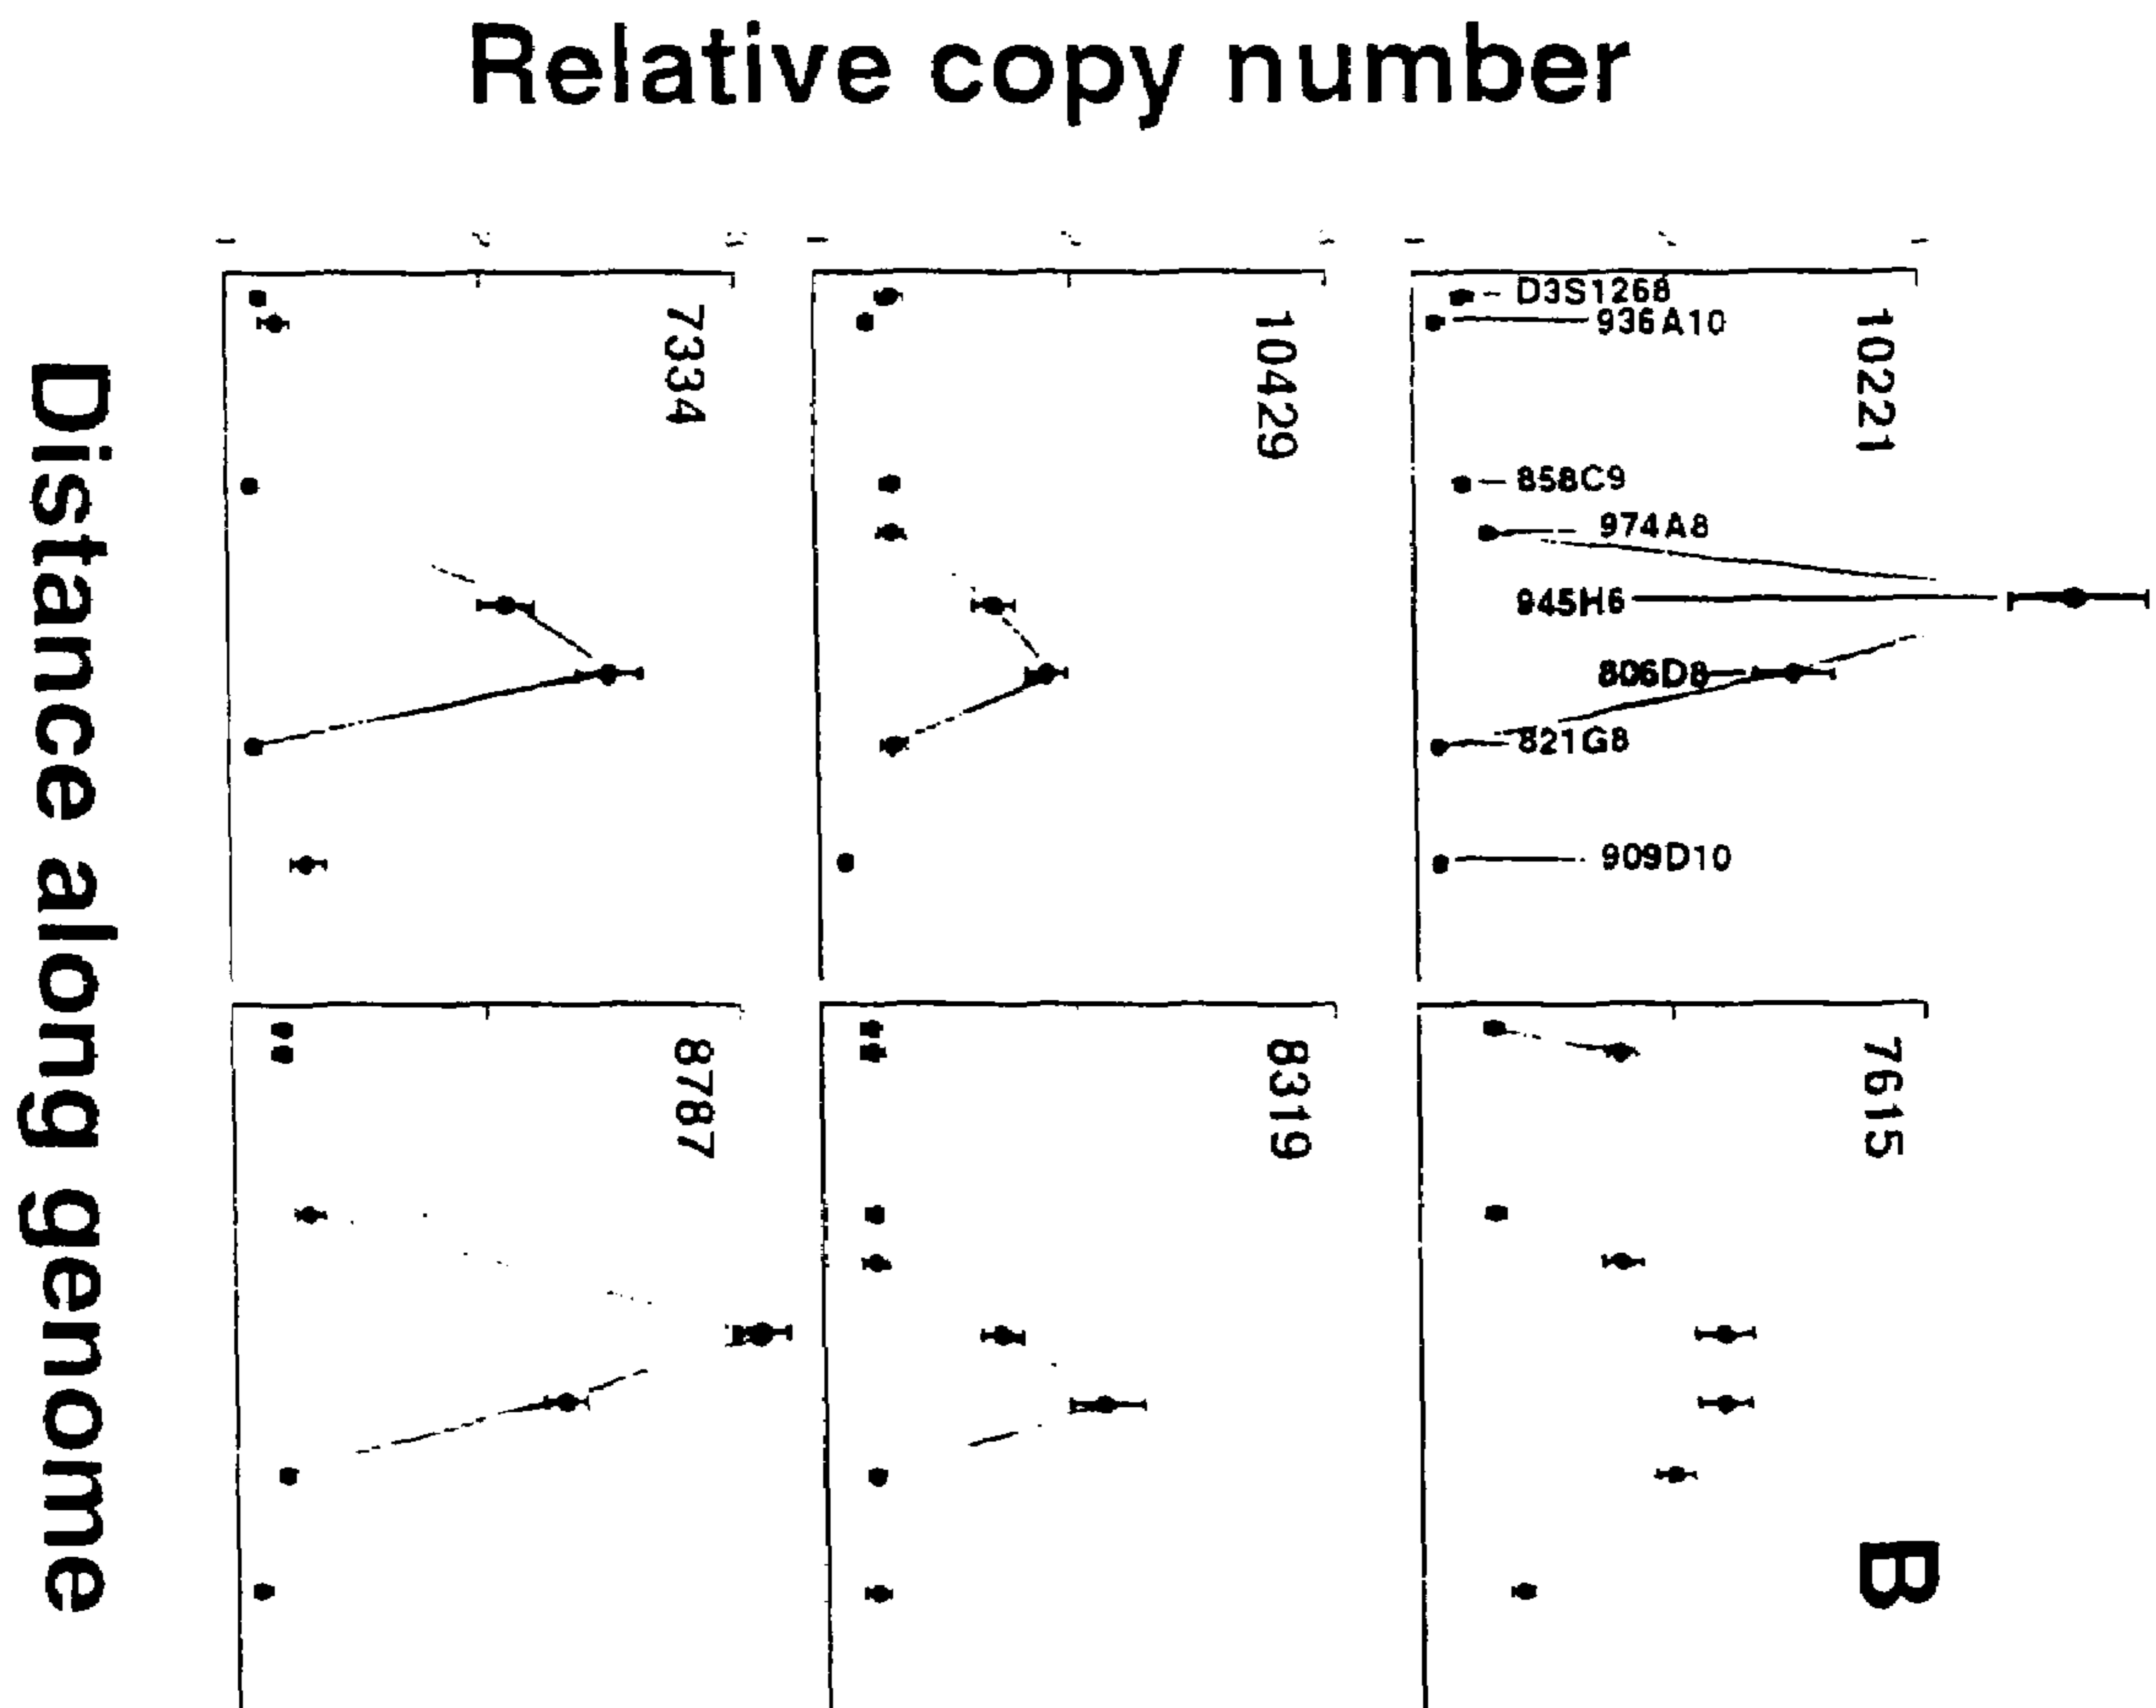 Relative copy number
Distance along genome
10221
D3S1268
936A10
858C9
974A8
945H6
806D8
821G8
909D10
10429
7334
7615
8319
8787
B